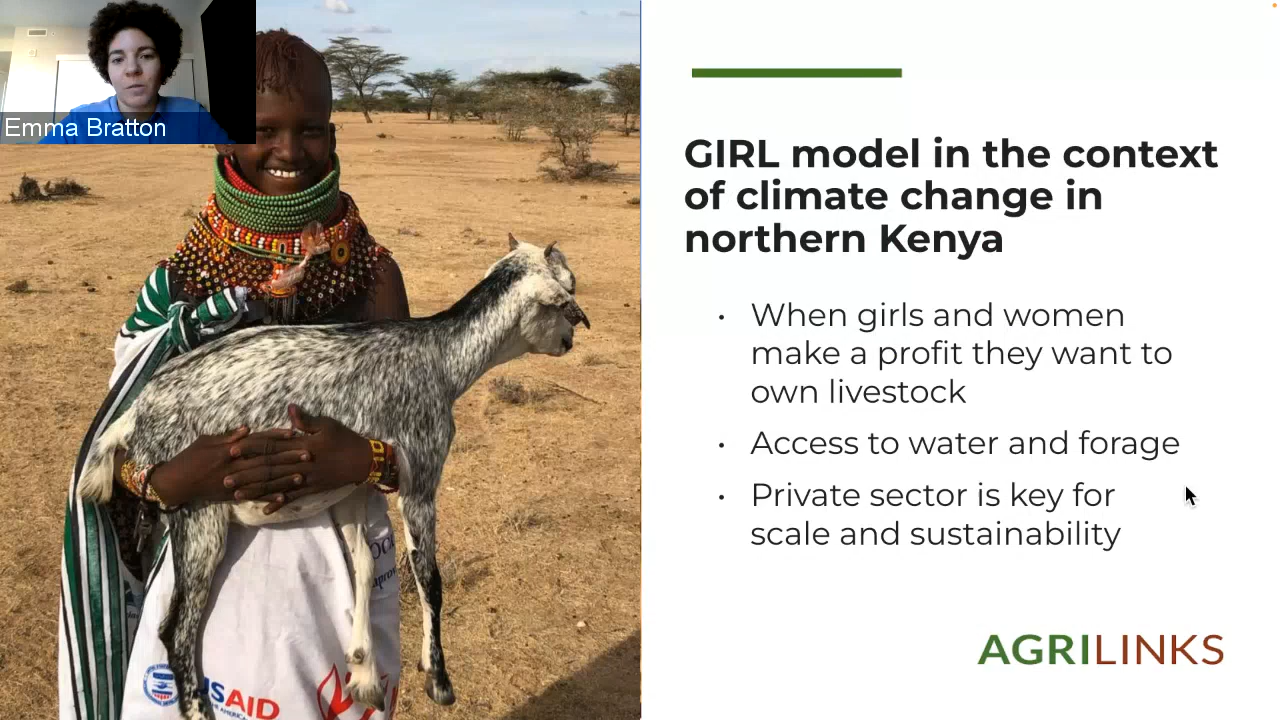 Emma Bratton
GIRL model in the context
of climate change in
northern Kenya
• When girls and women
make a profit they want to
own livestock
• Access to water and forage
• Private sector is key for
scale and sustainability
AGRILINKS
USAID